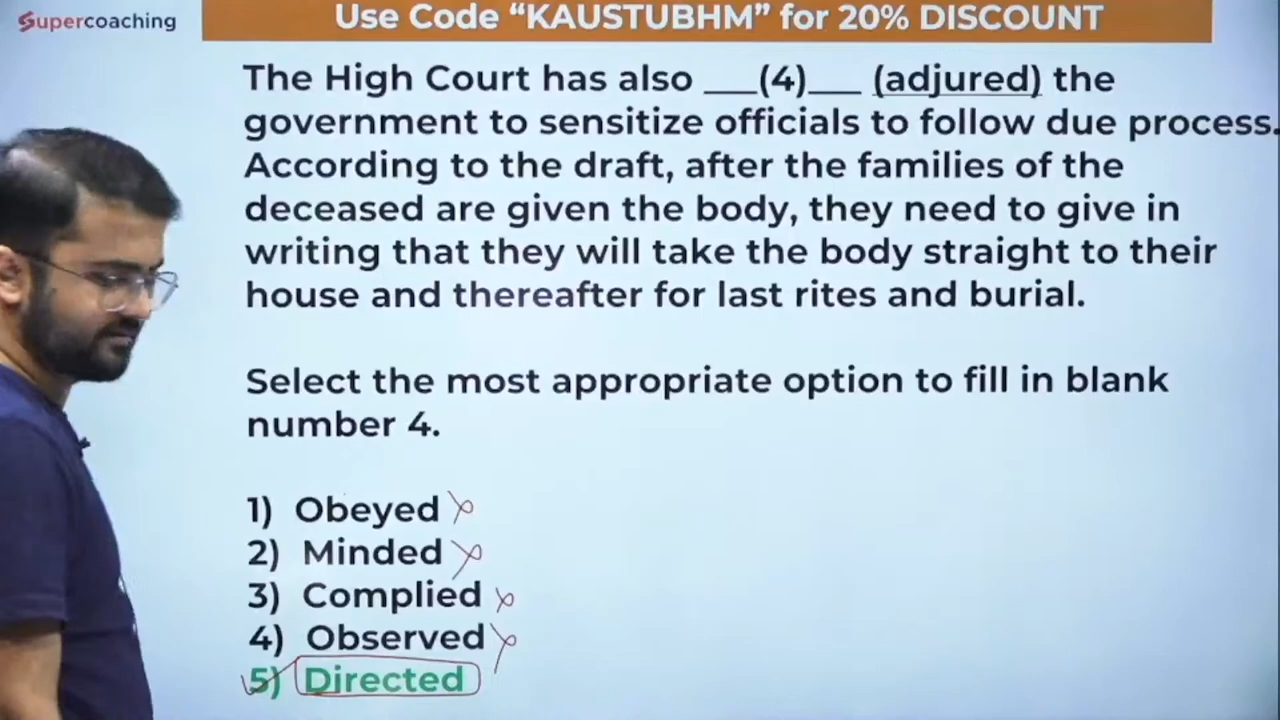 Supercoaching
Use Code “KAUSTUBHM” for 20% DISCOUNT
The High Court has also ___(4)___ (adjured) the
government to sensitize officials to follow due process.
According to the draft, after the families of the
deceased are given the body, they need to give in
writing that they will take the body straight to their
house and thereafter for last rites and burial.
Select the most appropriate option to fill in blank
number 4.
1) Obeyed
2) Minded
3) Complied
4) Observed
5) Directed